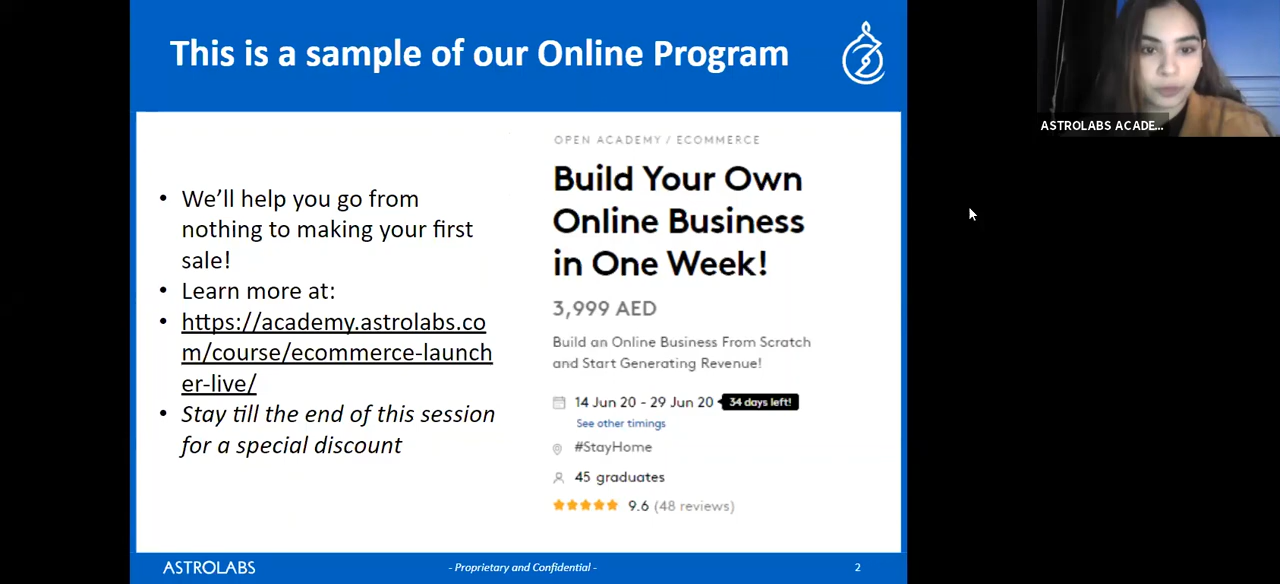 This is a sample of our Online Program
ASTROLABS ACADE...
• We'll help you go from
nothing to making your first
sale!
• Learn more at:
• https://academy.astrolabs.co
m/course/ecommerce-launch
er-live/
• Stay till the end of this session
for a special discount
OPEN ACADEMY / ECOMMERCE
Build Your Own
Online Business
in One Week!
3,999 AED
Build an Online Business From Scratch
and Start Generating Revenue!
14 Jun 20 - 29 Jun 20 34 days left!
See other timings
#StayHome
45 graduates
9.6 (48 reviews)
ASTROLABS
- Proprietary and Confidential -
2